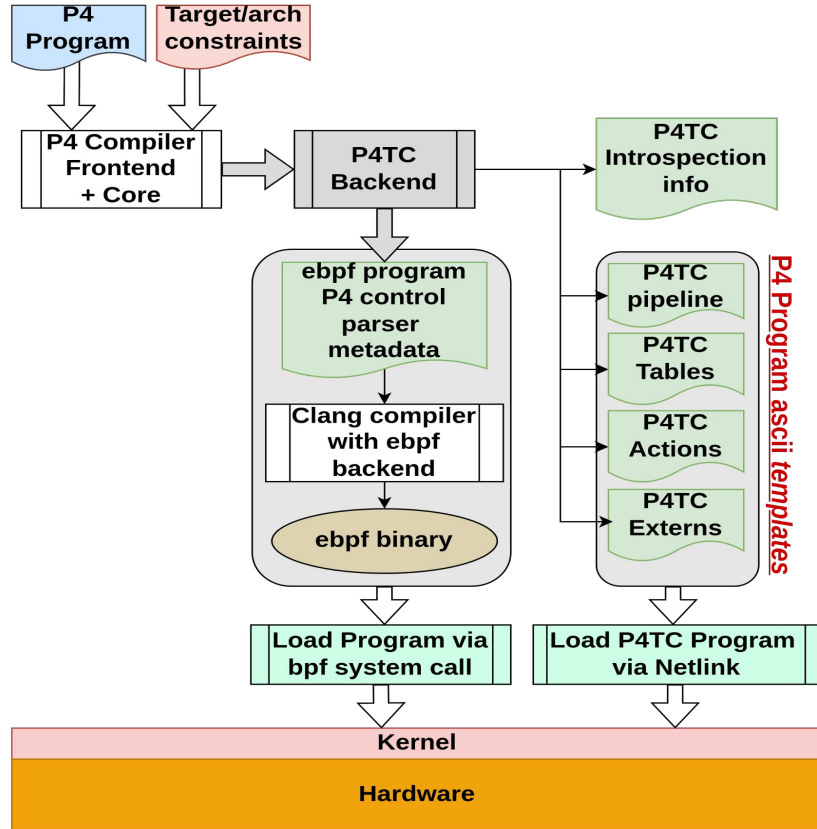 P4
Program
Target/arch
constraints
P4 Compiler
Frontend
+ Core
P4TC
Backend
P4TC
Introspection
info
ebpf program
P4 control
parser
metadata
Clang compiler
with ebpf
backend
ebpf binary
P4TC
pipeline
P4TC
Tables
P4TC
Actions
P4TC
Externs
P4 Program ascii templates
Load Program via
bpf system call
Load P4TC Program
via Netlink
Kernel
Hardware